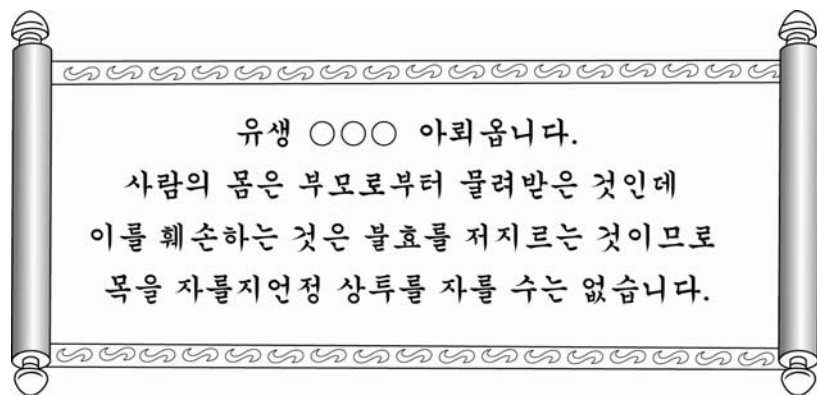 유생 ○○○ 아뢰옵니다.
사람의 몸은 부모로부터 물려받은 것인데
이를 훼손하는 것은 불효를 저지르는 것이므로
목을 자를지언정 상투를 자를 수는 없습니다.